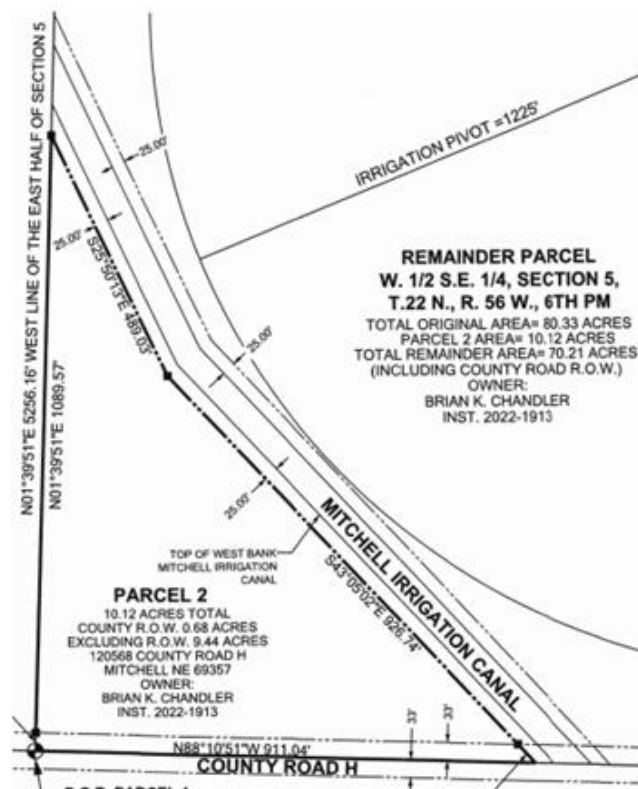 N01°39'51"E 5256.16' WEST LINE OF THE EAST HALF OF SECTION 5
N01°39'51"E 1089.57'
25.00'
25.00'
S25°50'13"E 489.03'
IRRIGATION PIVOT =1225'
REMAINDER PARCEL
W. 1/2 S.E. 1/4, SECTION 5,
T.22 N., R. 56 W., 6TH PM
TOTAL ORIGINAL AREA= 80.33 ACRES
PARCEL 2 AREA= 10.12 ACRES
TOTAL REMAINDER AREA= 70.21 ACRES
(INCLUDING COUNTY ROAD R.O.W.)
OWNER:
BRIAN K. CHANDLER
INST. 2022-1913
25.00'
25.00'
MITCHELL IRRIGATION CANAL
TOP OF WEST BANK
MITCHELL IRRIGATION
CANAL
S43°05'02"E 926.74'
PARCEL 2
10.12 ACRES TOTAL
COUNTY R.O.W. 0.68 ACRES
EXCLUDING R.O.W. 9.44 ACRES
120568 COUNTY ROAD H
MITCHELL NE 69357
OWNER:
BRIAN K. CHANDLER
INST. 2022-1913
33'
33'
N88°10'51"W 911.04'
COUNTY ROAD H